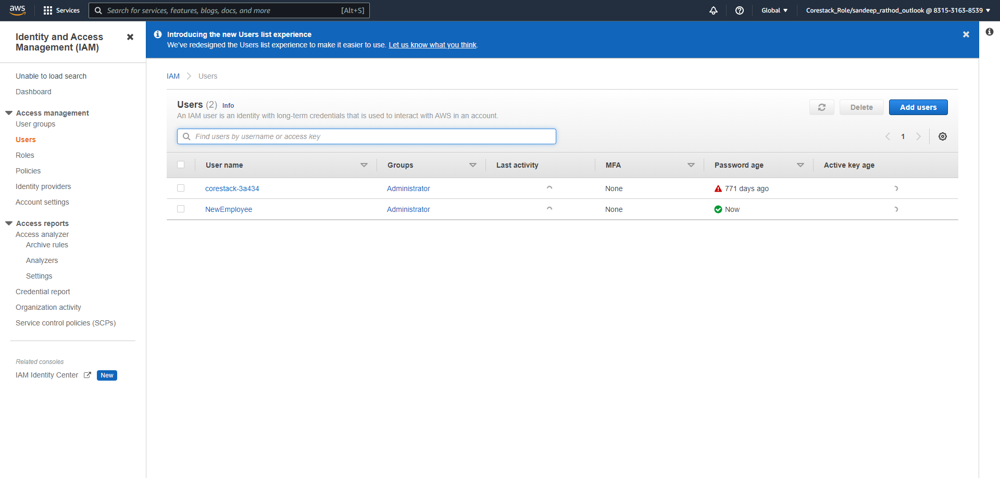 aws
Services
Search for services, features, blogs, docs, and more
[Alt+S]
Global
Corestack_Role/sandeep_rathod_outlook @ 8315-3163-8539
Identity and Access
Management (IAM)
Unable to load search
Dashboard
Access management
User groups
Users
Roles
Policies
Identity providers
Account settings
Access reports
Access analyzer
Archive rules
Analyzers
Settings
Credential report
Organization activity
Service control policies (SCPs)
Related consoles
IAM Identity Center
New
Introducing the new Users list experience
We've redesigned the Users list experience to make it easier to use. Let us know what you think.
IAM
Users
Users (2) Info
An IAM user is an identity with long-term credentials that is used to interact with AWS in an account.
Delete
Add users
Find users by username or access key
1
User name Groups Last activity MFA Password age Active key age
corestack-3a434 Administrator None 771 days ago
NewEmployee Administrator None Now